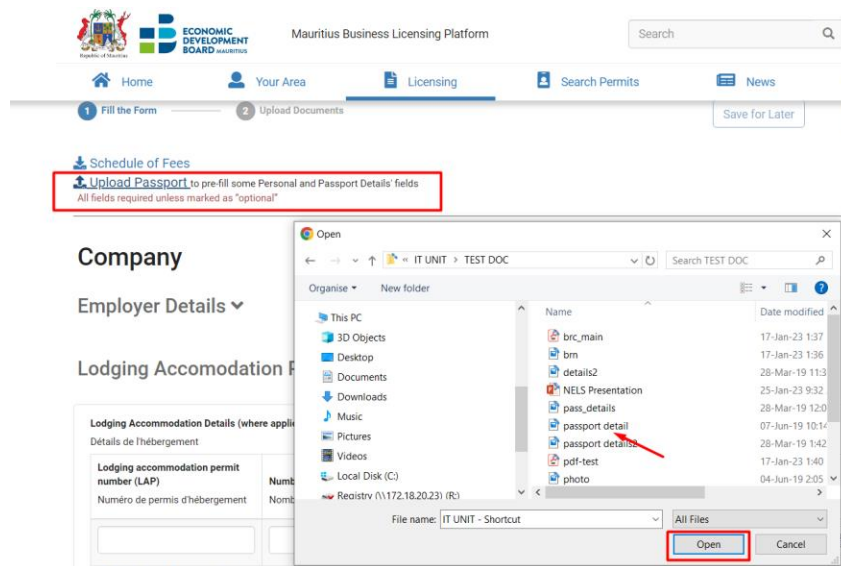 ECONOMIC
DEVELOPMENT
BOARD MAURITIUS
Republic of Mauritius
Mauritius Business Licensing Platform
Search
Home
Your Area
Licensing
Search Permits
News
1 Fill the Form
2 Upload Documents
Save for Later
Schedule of Fees
Upload Passport to pre-fill some Personal and Passport Details' fields
All fields required unless marked as "optional"
Company
Employer Details
Lodging Accomodation
Lodging Accommodation Details (where
Détails de l'hébergement
Lodging accommodation permit
number (LAP)
Numéro de permis d'hébergement
Open
« IT UNIT > TEST DOC
Search TEST DOC
Organise
New folder
This PC
3D Objects
Desktop
Documents
Downloads
Music
Pictures
Videos
Local Disk (C:)
Registry (\\172.18.20.23) (R:)
Name
Date modified
brc_main
17-Jan-23 1:37
brn
17-Jan-23 1:36
details2
28-Mar-19 11:3
NELS Presentation
25-Jan-23 9:32
pass_details
28-Mar-19 12:0
passport detail
07-Jun-19 10:14
passport details2
28-Mar-19 1:42
pdf-test
17-Jan-23 1:40
photo
04-Jun-19 2:05
File name:
IT UNIT - Shortcut
All Files
Open
Cancel